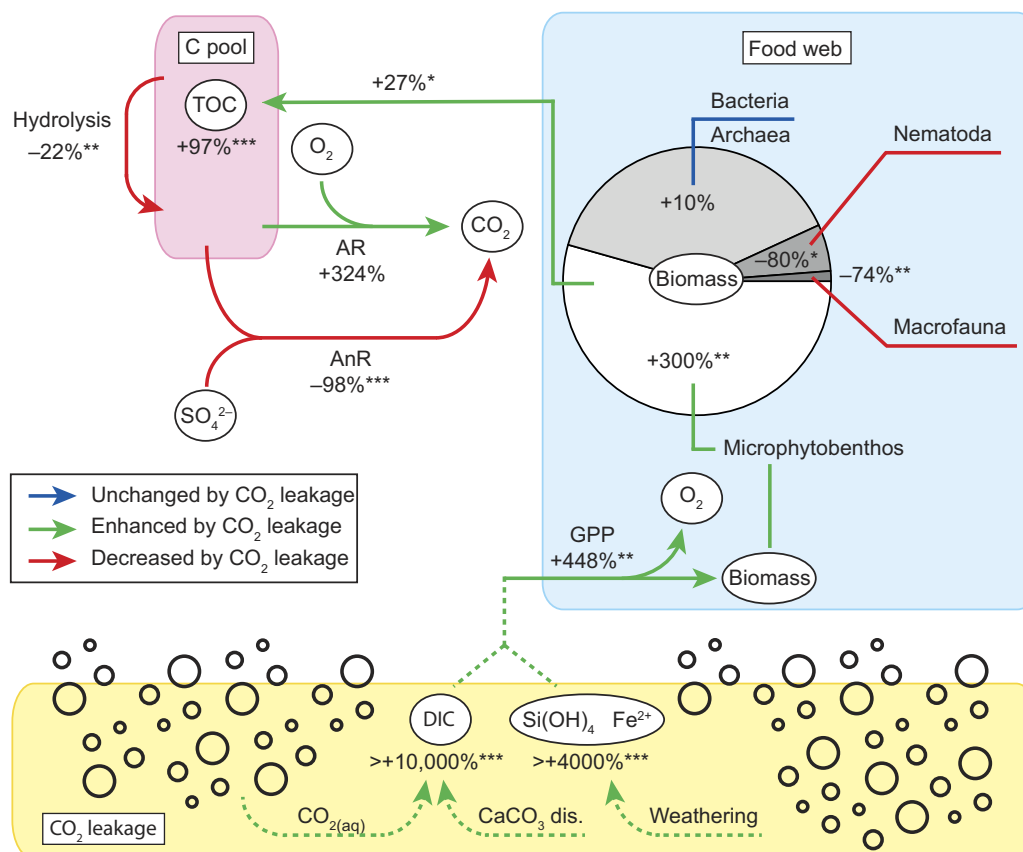 C pool
Food web
+27%*
Bacteria
Archaea
Nematoda
Hydrolysis
–22%**
TOC
+97%***
O₂
+10%
CO₂
AR
+324%
–80%*
–74%**
Biomass
Macrofauna
AnR
–98%***
+300%**
SO₄²⁻
Microphytobenthos
Unchanged by CO₂ leakage
Enhanced by CO₂ leakage
Decreased by CO₂ leakage
O₂
GPP
+448%**
Biomass
DIC
Si(OH)₄ Fe²⁺
>+10,000%***
>+4000%***
CO₂ leakage
CO₂(aq)
CaCO₃ dis.
Weathering